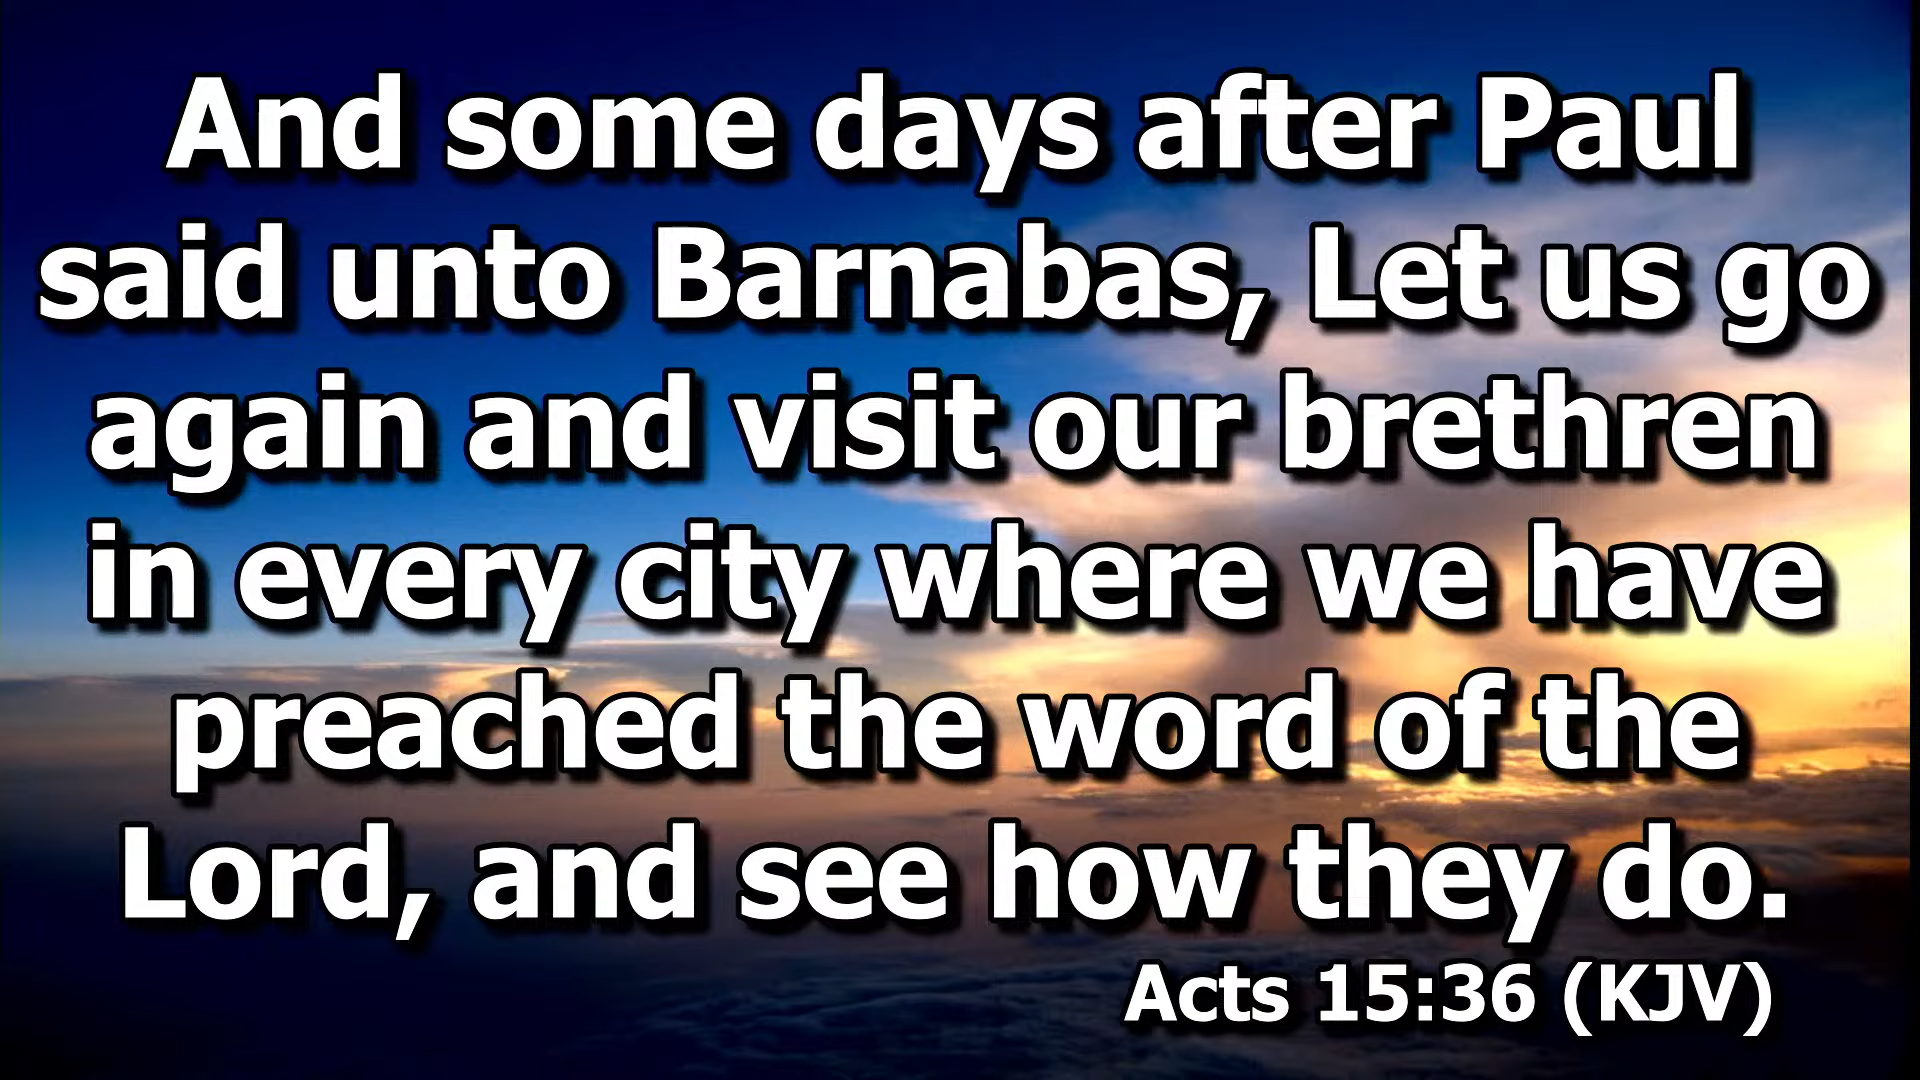 And some days after Paul
said unto Barnabas, Let us go
again and visit our brethren
in every city where we have
preached the word of the
Lord, and see how they do.
Acts 15:36 (KJV)